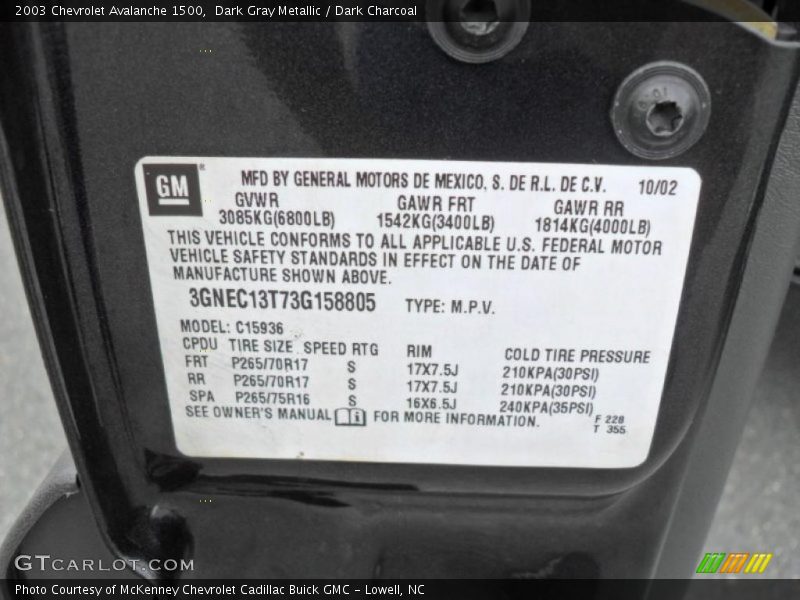 2003 Chevrolet Avalanche 1500, Dark Gray Metallic / Dark Charcoal
GM®
MFD BY GENERAL MOTORS DE MEXICO, S. DE R.L. DE C.V. 10/02
GVWR GAWR FRT GAWR RR
3085KG(6800LB) 1542KG(3400LB) 1814KG(4000LB)
THIS VEHICLE CONFORMS TO ALL APPLICABLE U.S. FEDERAL MOTOR
VEHICLE SAFETY STANDARDS IN EFFECT ON THE DATE OF
MANUFACTURE SHOWN ABOVE.
3GNEC13T73G158805 TYPE: M.P.V.
MODEL: C15936
CPDU TIRE SIZE SPEED RTG RIM COLD TIRE PRESSURE
FRT P265/70R17 S 17X7.5J 210KPA(30PSI)
RR P265/70R17 S 17X7.5J 210KPA(30PSI)
SPA P265/75R16 S 16X6.5J 240KPA(35PSI)
SEE OWNER'S MANUAL i FOR MORE INFORMATION.
F 228
T 355
GTCARLOT.COM
Photo Courtesy of McKenney Chevrolet Cadillac Buick GMC - Lowell, NC